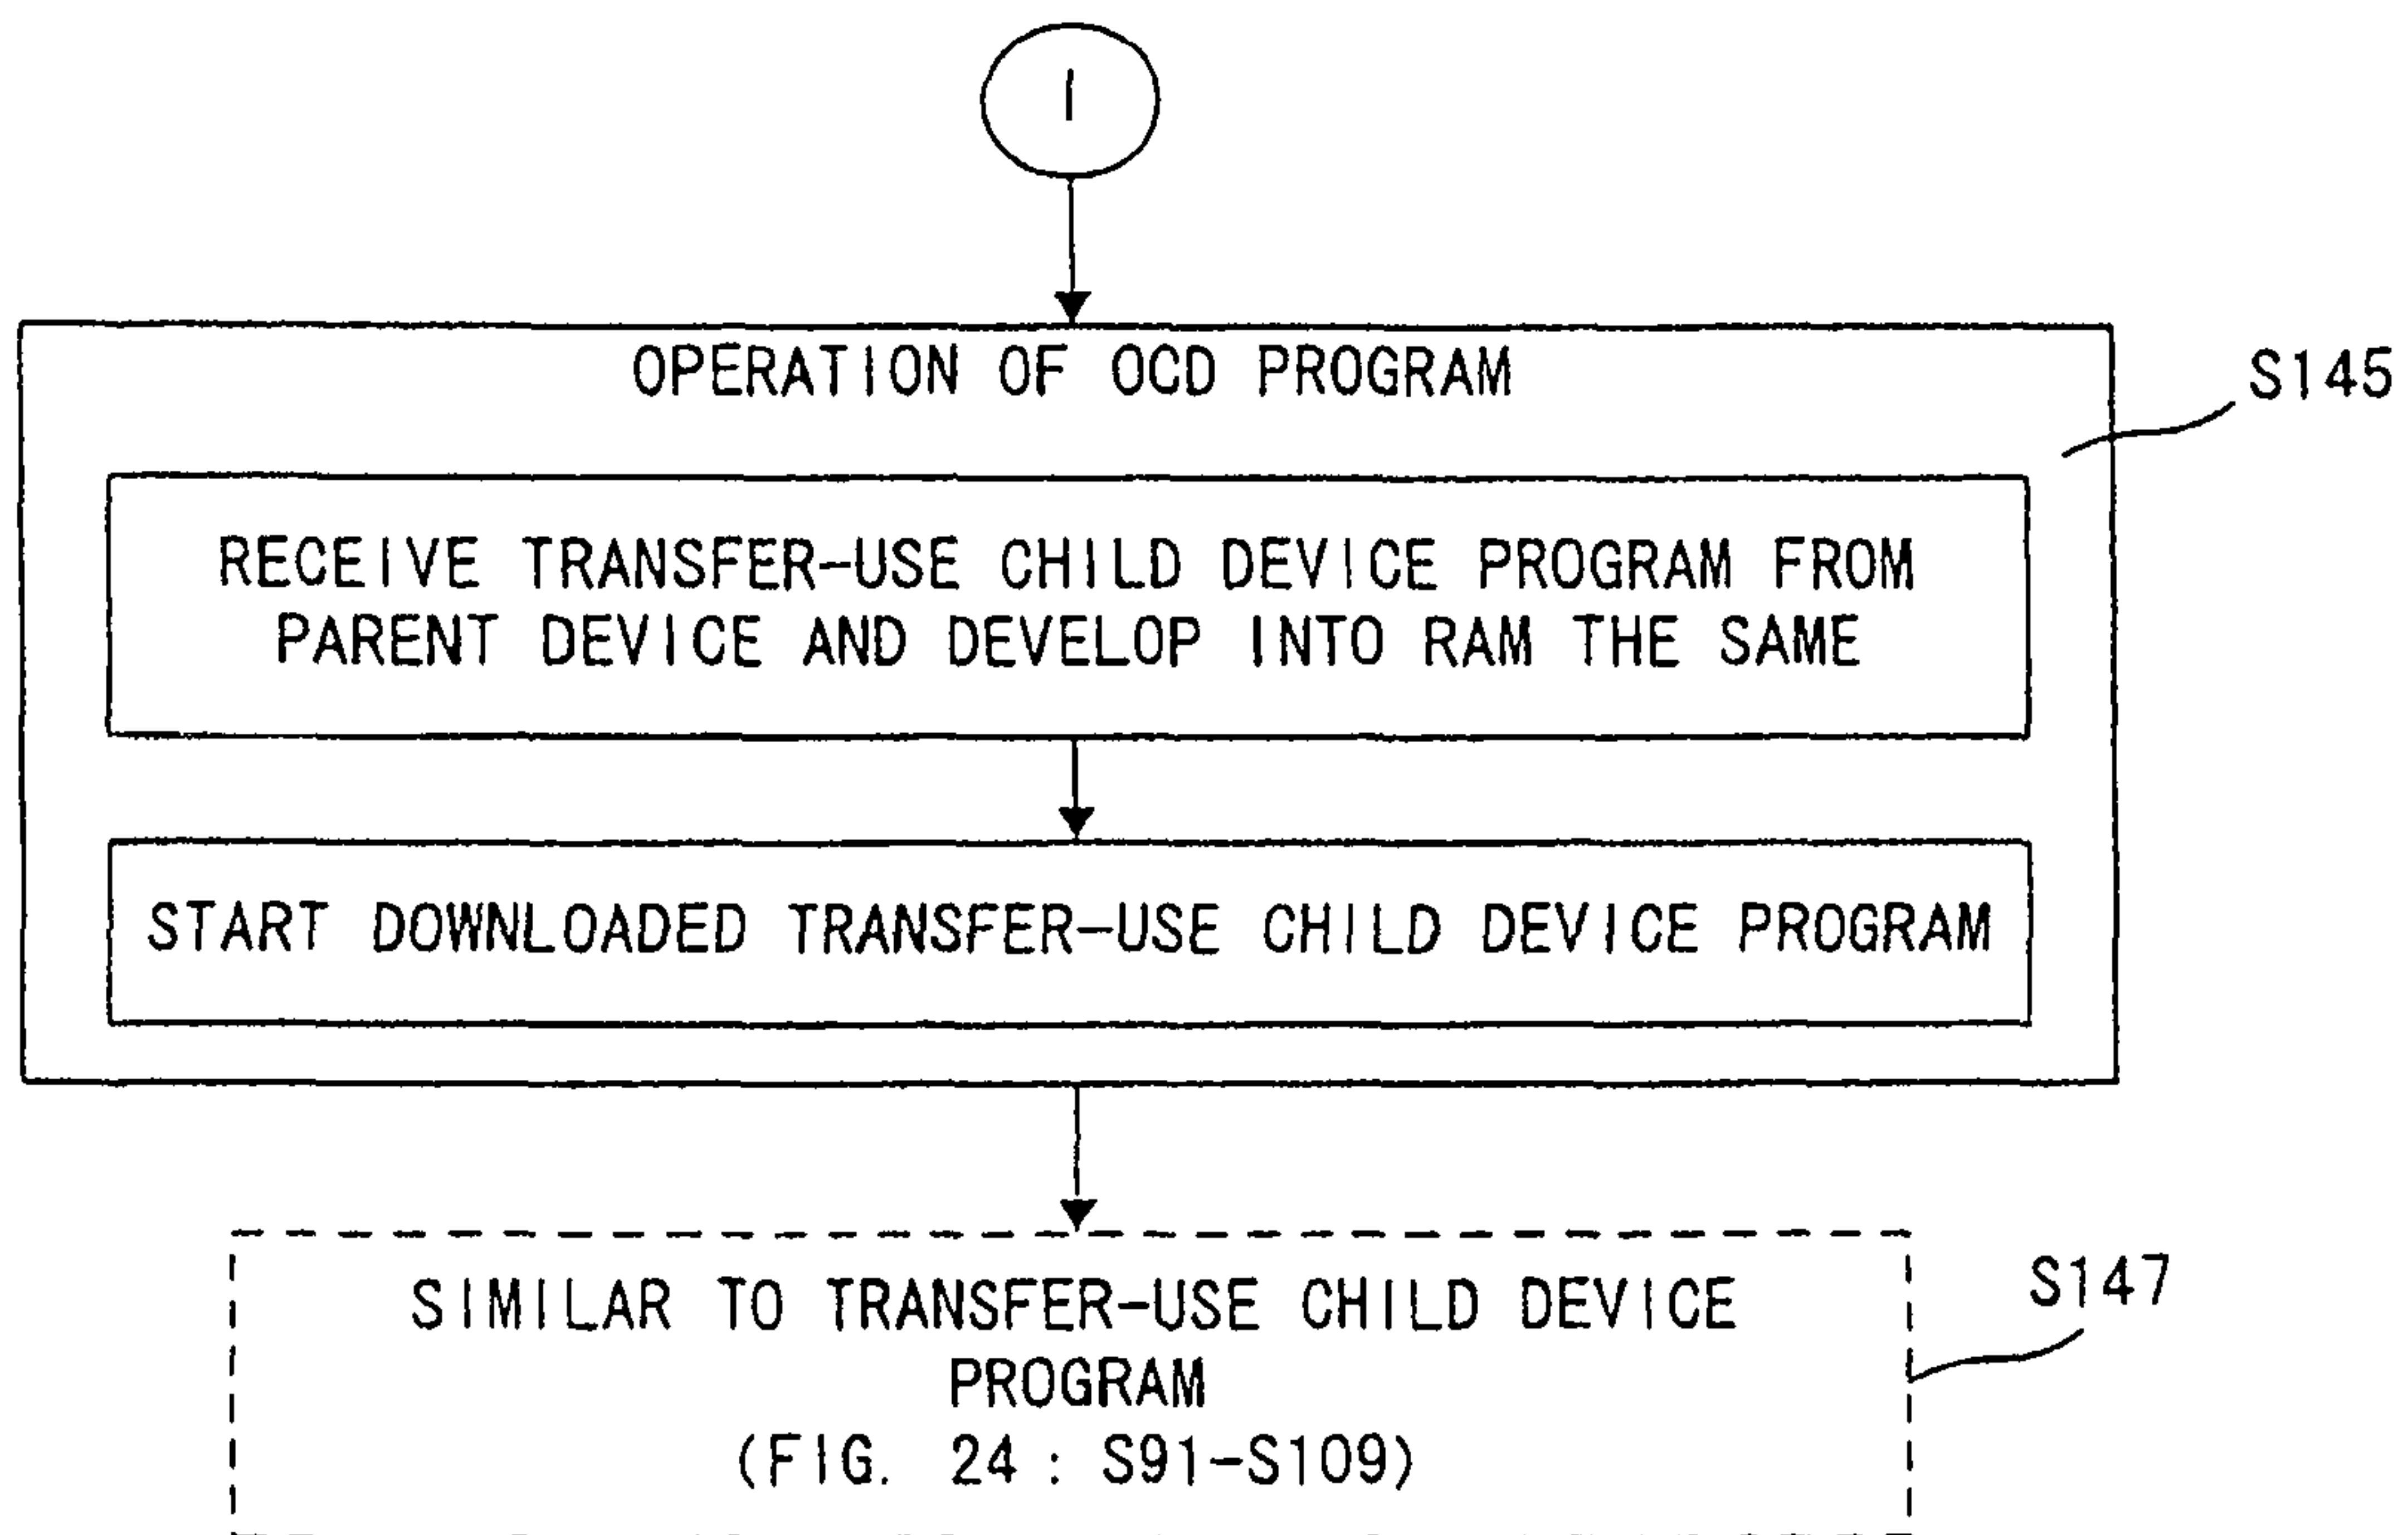 I
OPERATION OF OCD PROGRAM
S145
RECEIVE TRANSFER-USE CHILD DEVICE PROGRAM FROM
PARENT DEVICE AND DEVELOP INTO RAM THE SAME
START DOWNLOADED TRANSFER-USE CHILD DEVICE PROGRAM
S147
SIMILAR TO TRANSFER-USE CHILD DEVICE
PROGRAM
(FIG. 24 : S91-S109)